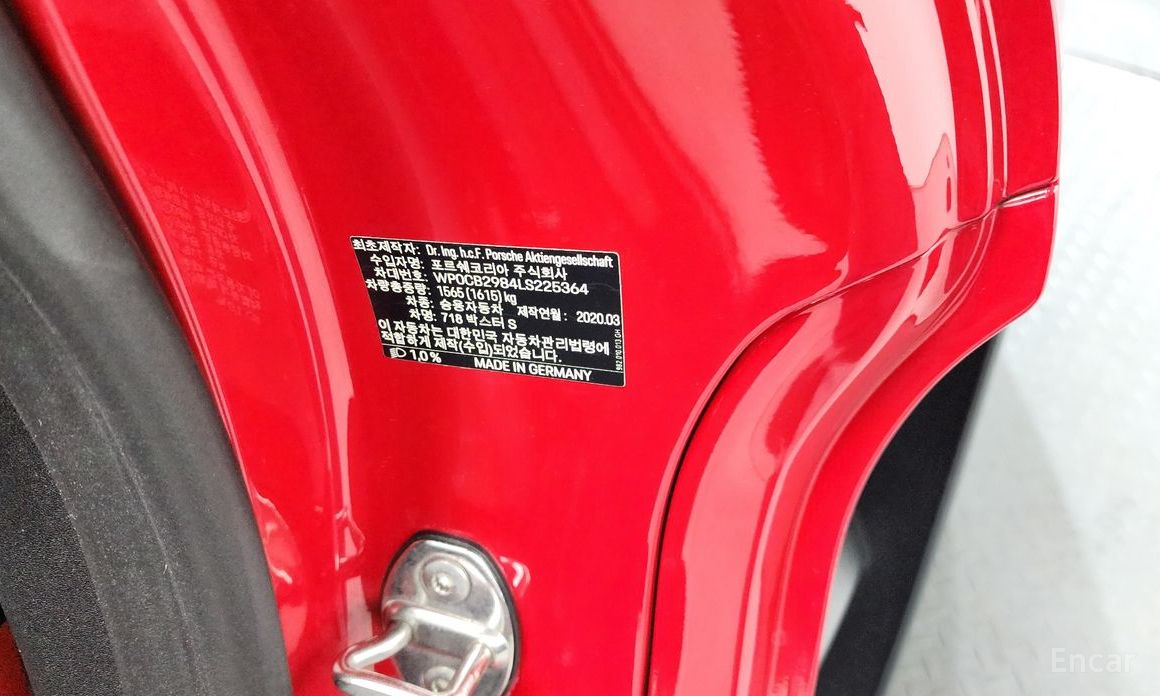 최초제작자: Dr. Ing. h.c.F. Porsche Aktiengesellschaft
수입자명: 포르쉐코리아 주식회사
차대번호: WP0CB2984LS225364
차량총중량: 1565(1615)kg
차종: 승용자동차 제작연월: 2020.03
차명: 718 박스터 S
이 자동차는 대한민국 자동차관리법령에
적합하게 제작(수입)되었습니다.
1,0% MADE IN GERMANY
982 010 013 GH
Encar